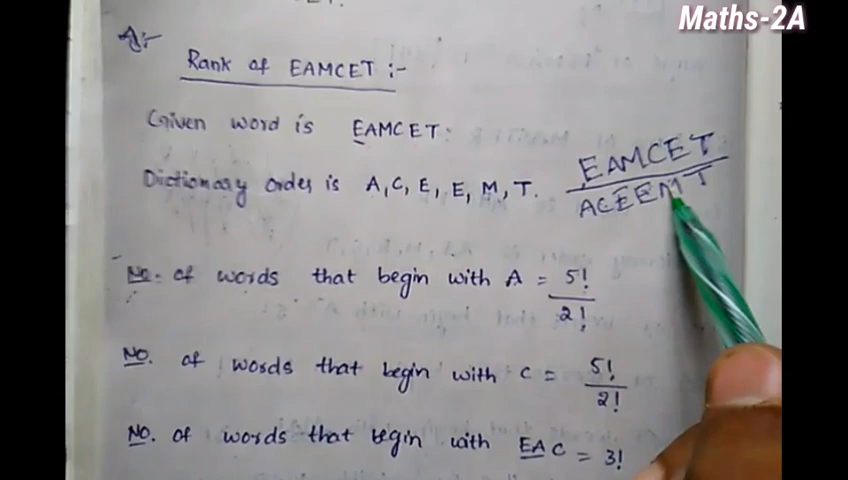 Maths-2A
A:-
Rank of EAMCET :-
Given word is EAMCET:
EAMCET
Dictionary order is A, C, E, E, M, T.
ACEEMT
No. of words that begin with A = 5!/2!
No. of words that begin with C = 5!/2!
No. of words that begin with EAC = 3!